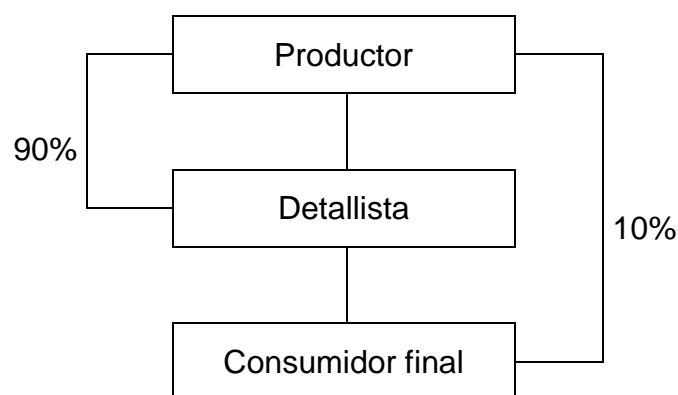 Productor
90%
Detallista
10%
Consumidor final